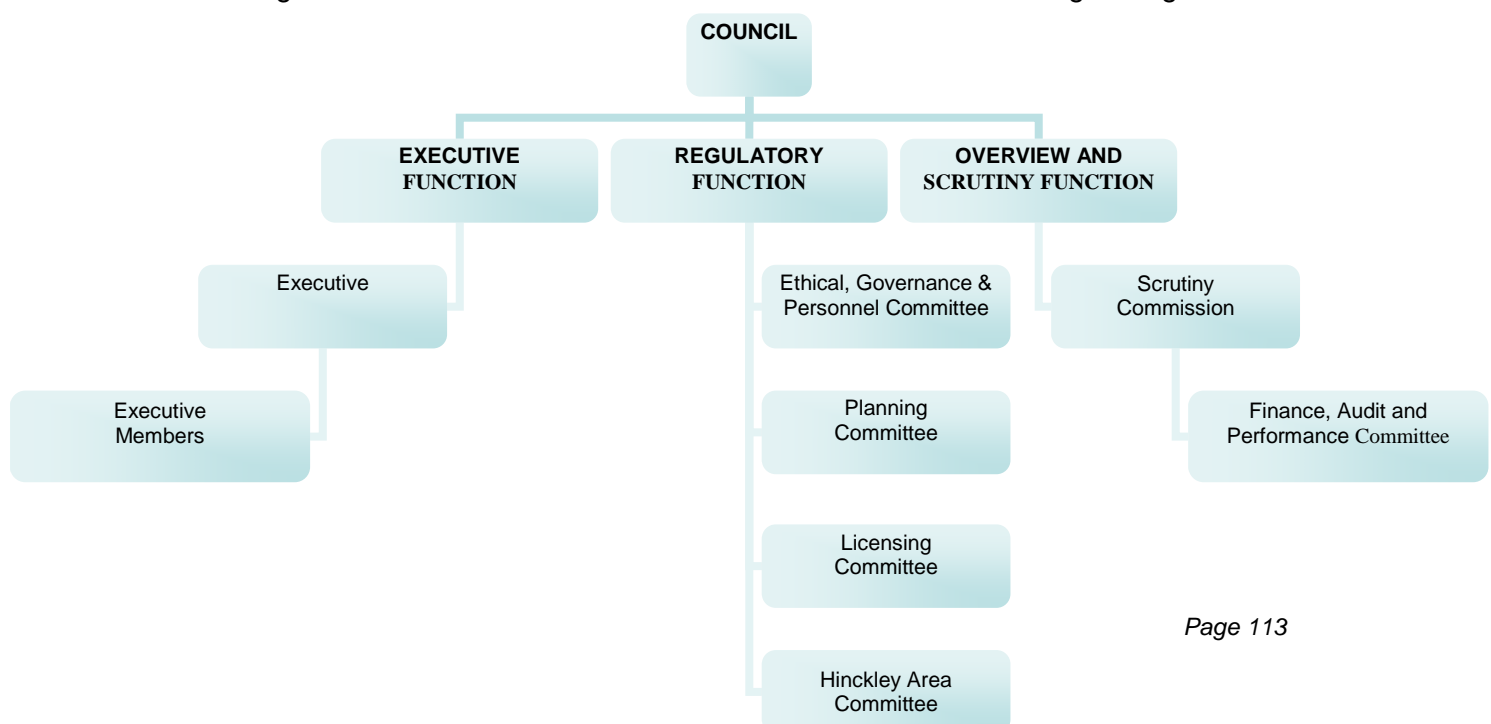 COUNCIL
EXECUTIVE
FUNCTION
REGULATORY
FUNCTION
OVERVIEW AND
SCRUTINY FUNCTION
Executive
Ethical, Governance &
Personnel Committee
Scrutiny
Commission
Executive
Members
Planning
Committee
Finance, Audit and
Performance Committee
Licensing
Committee
Page 113
Hinckley Area
Committee